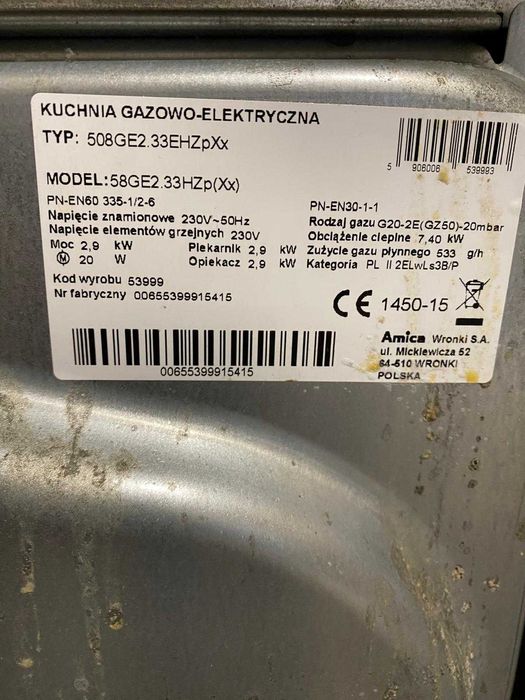 KUCHNIA GAZOWO-ELEKTRYCZNA
TYP: 508GE2.33EHZpXx
5 906006 539993
MODEL:58GE2.33HZp(Xx)
PN-EN60 335-1/2-6
Napięcie znamionowe 230V~50Hz
Napięcie elementów grzejnych 230V
Moc 2,9 kW Piekarnik 2,9 kW
M 20 W Opiekacz 2,9 kW
Kod wyrobu 53999
Nr fabryczny 00655399915415
PN-EN30-1-1
Rodzaj gazu G20-2E(GZ50)-20mbar
Obciążenie cieplne 7,40 kW
Zużycie gazu płynnego 533 g/h
Kategoria PL II 2ELwLs3B/P
CE 1450-15
00655399915415
Amica Wronki S.A.
ul. Mickiewicza 52
64-510 WRONKI
POLSKA